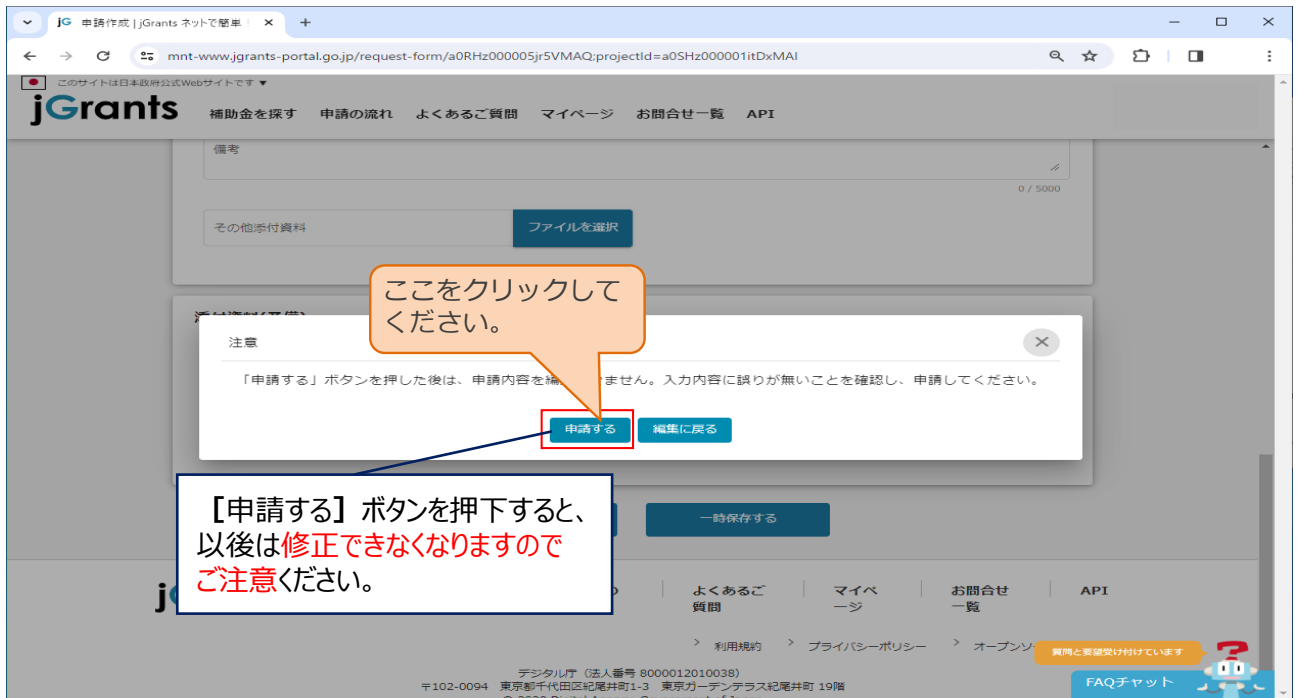 jG 申請作成 | jGrants ネットで簡単！
mnt-www.jgrants-portal.go.jp/request-form/a0RHz000005jr5VMAQ;projectId=a0SHz000001itDxMAI
このサイトは日本政府公式Webサイトです ▼
jGrants 補助金を探す 申請の流れ よくあるご質問 マイページ お問合せ一覧 API
備考
0 / 5000
その他添付資料 ファイルを選択
ここをクリックして
ください。
注意
「申請する」ボタンを押した後は、申請内容を編 ません。入力内容に誤りが無いことを確認し、申請してください。
申請する 編集に戻る
【申請する】ボタンを押下すると、
以後は修正できなくなりますので
ご注意ください。
一時保存する
よくあるご
質問
マイペ
ージ
お問合せ
一覧
API
> 利用規約 > プライバシーポリシー > オープンソ
質問と要望受け付けています
FAQチャット
デジタル庁（法人番号 8000012010038）
〒102-0094 東京都千代田区紀尾井町1-3 東京ガーデンテラス紀尾井町 19階